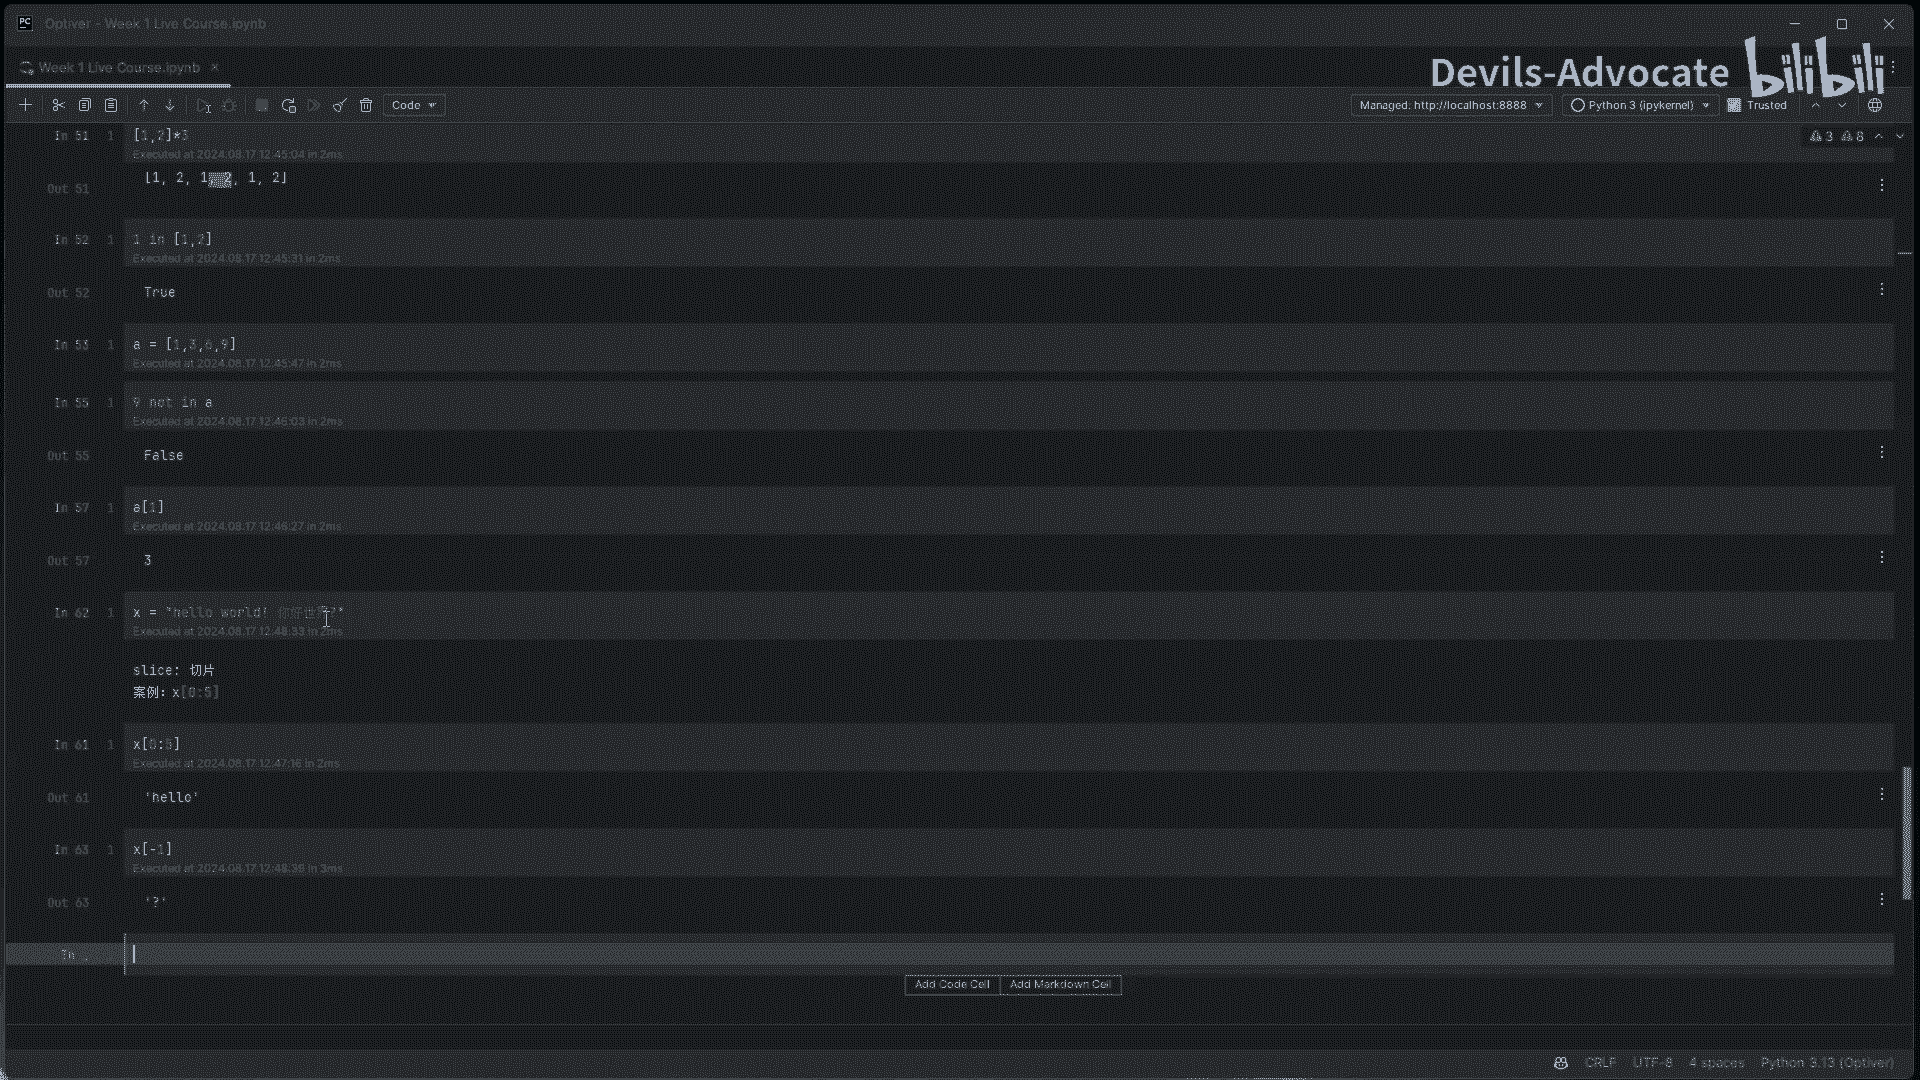 Optiver - Week 1 Live Course.ipynb
Week 1 Live Course.ipynb
Devils-Advocate bilibili
Code
Managed: http://localhost:8888
Python 3 (ipykernel)
Trusted
3 8
In 51 1 [1,2]*3
Executed at 2024.08.17 12:45:04 in 2ms
Out 51 [1, 2, 1, 2, 1, 2]
In 52 1 1 in [1,2]
Executed at 2024.08.17 12:45:31 in 2ms
Out 52 True
In 53 1 a = [1,3,6,9]
Executed at 2024.08.17 12:45:47 in 2ms
In 55 1 9 not in a
Executed at 2024.08.17 12:46:03 in 2ms
Out 55 False
In 57 1 a[1]
Executed at 2024.08.17 12:46:27 in 2ms
Out 57 3
In 62 1 x = "hello world! 你好世界?"
Executed at 2024.08.17 12:48:33 in 2ms
slice: 切片
案例: x[0:5]
In 61 1 x[0:5]
Executed at 2024.08.17 12:47:16 in 2ms
Out 61 'hello'
In 63 1 x[-1]
Executed at 2024.08.17 12:48:36 in 3ms
Out 63 '?'
In
Add Code Cell Add Markdown Cell
CRLF UTF-8 4 spaces Python 3.13 (Optiver)